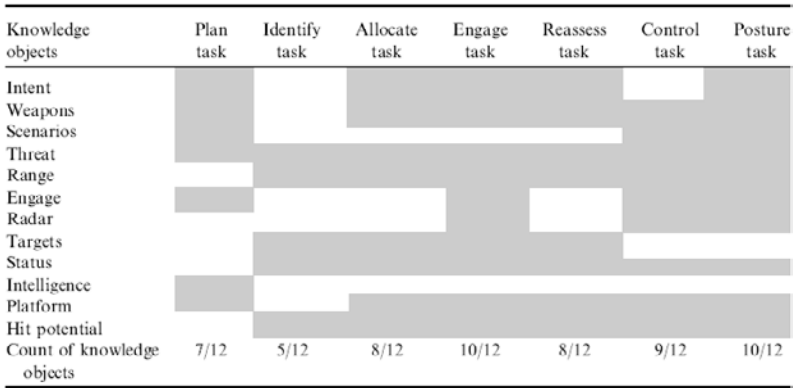 Knowledge objects Plan task Identify task Allocate task Engage task Reassess task Control task Posture task
Intent
Weapons
Scenarios
Threat
Range
Engage
Radar
Targets
Status
Intelligence
Platform
Hit potential
Count of knowledge objects 7/12 5/12 8/12 10/12 8/12 9/12 10/12